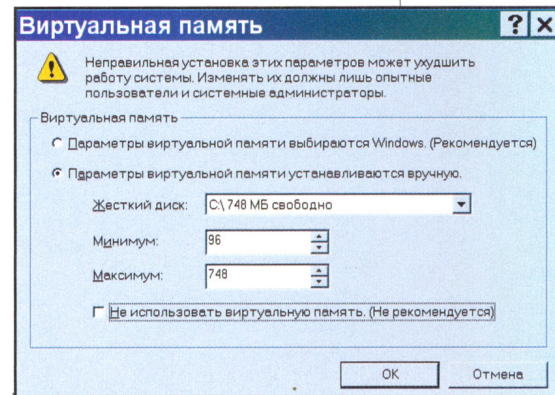 Виртуальная память
Неправильная установка этих параметров может ухудшить
работу системы. Изменять их должны лишь опытные
пользователи и системные администраторы.
Виртуальная память
Параметры виртуальной памяти выбираются Windows. (Рекомендуется)
Параметры виртуальной памяти устанавливаются вручную.
Жесткий диск: C:\ 748 МБ свободно
Минимум: 96
Максимум: 748
Не использовать виртуальную память. (Не рекомендуется)
OK Отмена